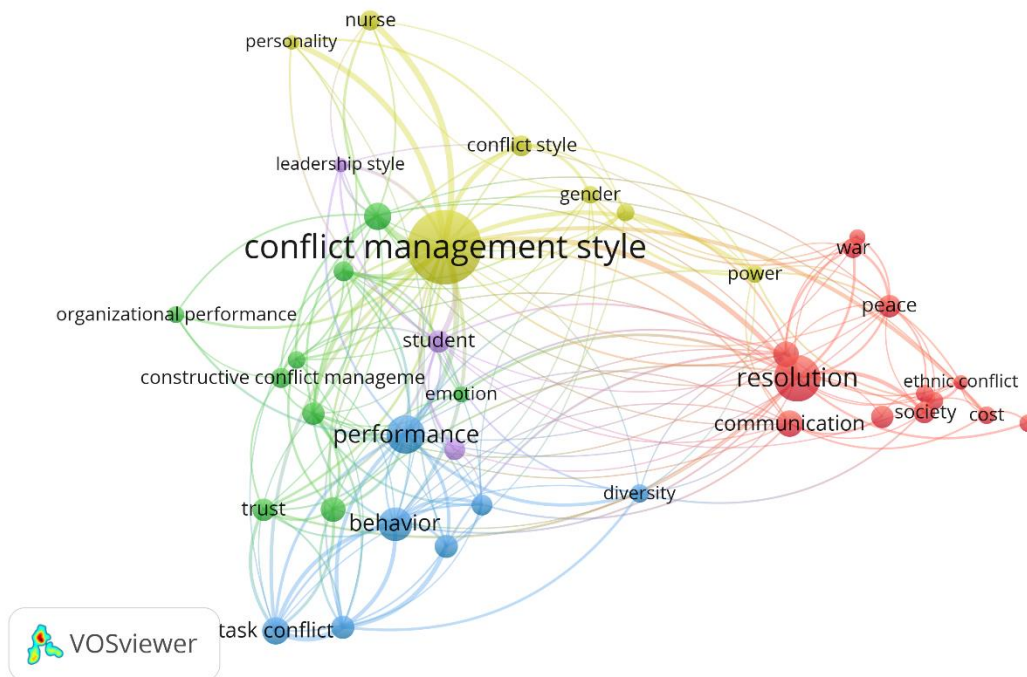 nurse
personality
conflict style
leadership style
gender
conflict management style
war
power
peace
organizational performance
student
resolution
ethnic conflict
constructive conflict manageme
emotion
society
cost
communication
performance
diversity
trust
behavior
task conflict
VOSviewer